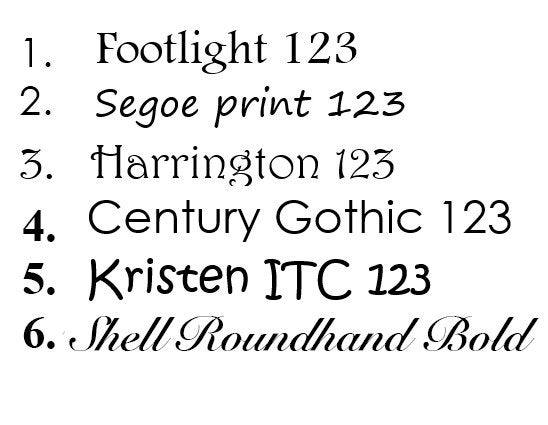 1. Footlight 123
2. Segoe print 123
3. Harrington 123
4. Century Gothic 123
5. Kristen ITC 123
6. Shell Roundhand Bold